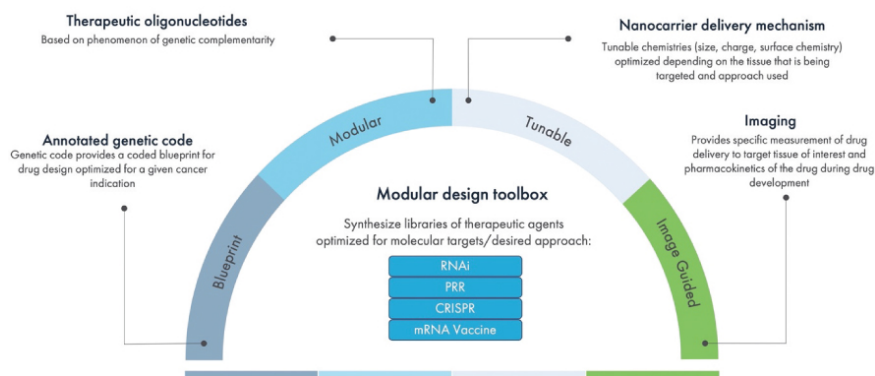 Therapeutic oligonucleotides
Based on phenomenon of genetic complementarity
Nanocarrier delivery mechanism
Tunable chemistries (size, charge, surface chemistry)
optimized depending on the tissue that is being
targeted and approach used
Annotated genetic code
Genetic code provides a coded blueprint for
drug design optimized for a given cancer
indication
Imaging
Provides specific measurement of drug
delivery to target tissue of interest and
pharmacokinetics of the drug during drug
development
Blueprint
Modular
Tunable
Image Guided
Modular design toolbox
Synthesize libraries of therapeutic agents
optimized for molecular targets/desired approach:
RNAi
PRR
CRISPR
mRNA Vaccine